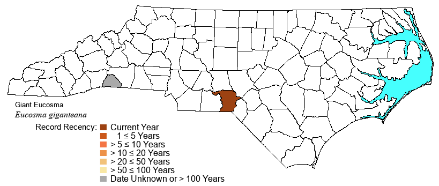 Giant Eucosma
Eucosma giganteana
Record Recency:
Current Year
1 ≤ 5 Years
> 5 ≤ 10 Years
> 10 ≤ 20 Years
> 20 ≤ 50 Years
> 50 ≤ 100 Years
Date Unknown or > 100 Years